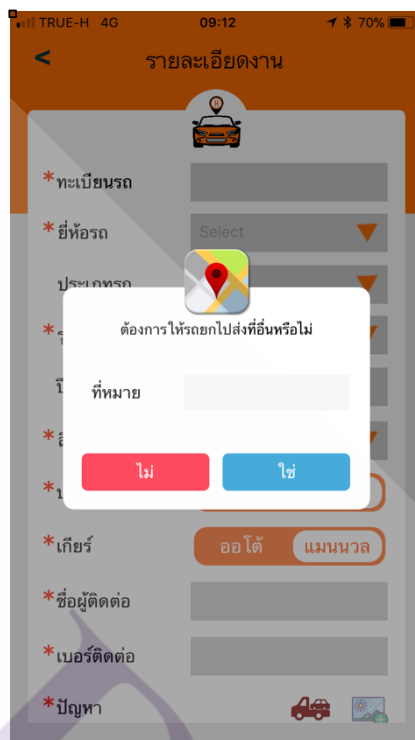 TRUE-H 4G 09:12 70%
< รายละเอียดงาน
H
*ทะเบียนรถ
*ยี่ห้อรถ Select
ประเภทรถ
ต้องการให้รถยกไปส่งที่อื่นหรือไม่
ที่หมาย
ไม่ ใช่
*เกียร์ ออโต้ แมนนวล
*ชื่อผู้ติดต่อ
*เบอร์ติดต่อ
*ปัญหา